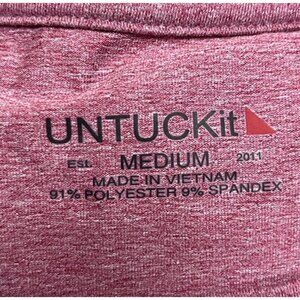 UNTUCKit
EST. MEDIUM 2011
MADE IN VIETNAM
91% POLYESTER 9% SPANDEX